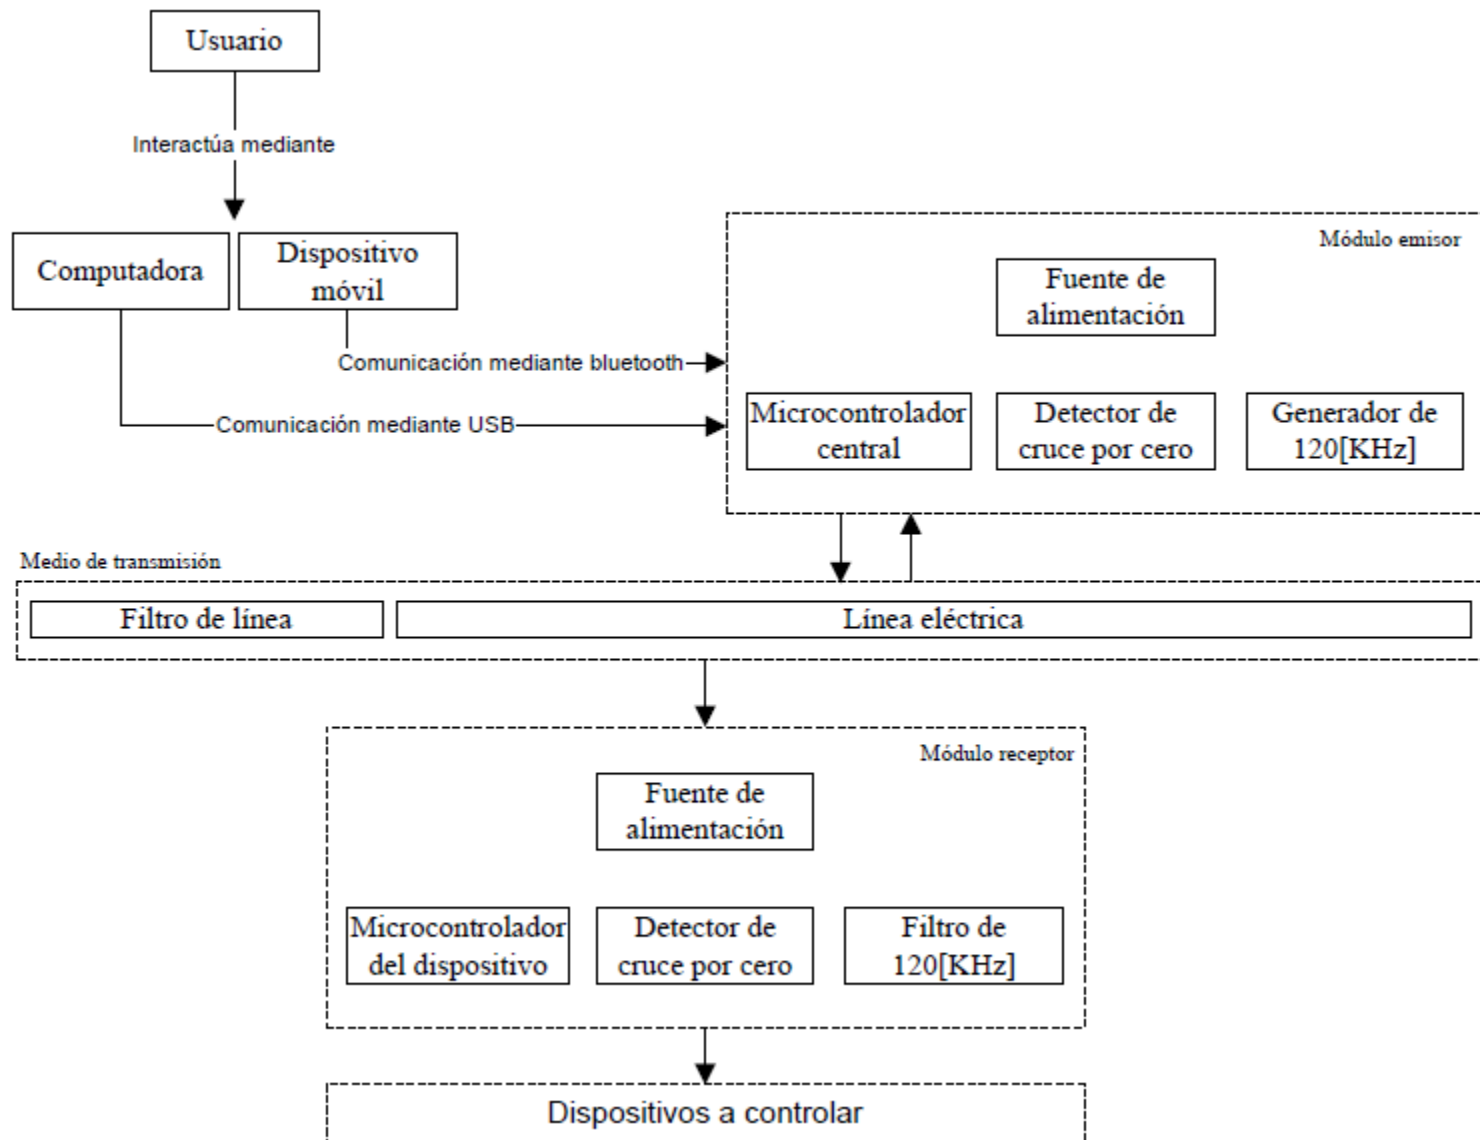 Usuario
Interactúa mediante
Computadora
Dispositivo
móvil
Módulo emisor
Fuente de
alimentación
Comunicación mediante bluetooth
Comunicación mediante USB
Microcontrolador
central
Detector de
cruce por cero
Generador de
120[KHz]
Medio de transmisión
Filtro de línea
Línea eléctrica
Módulo receptor
Fuente de
alimentación
Microcontrolador
del dispositivo
Detector de
cruce por cero
Filtro de
120[KHz]
Dispositivos a controlar